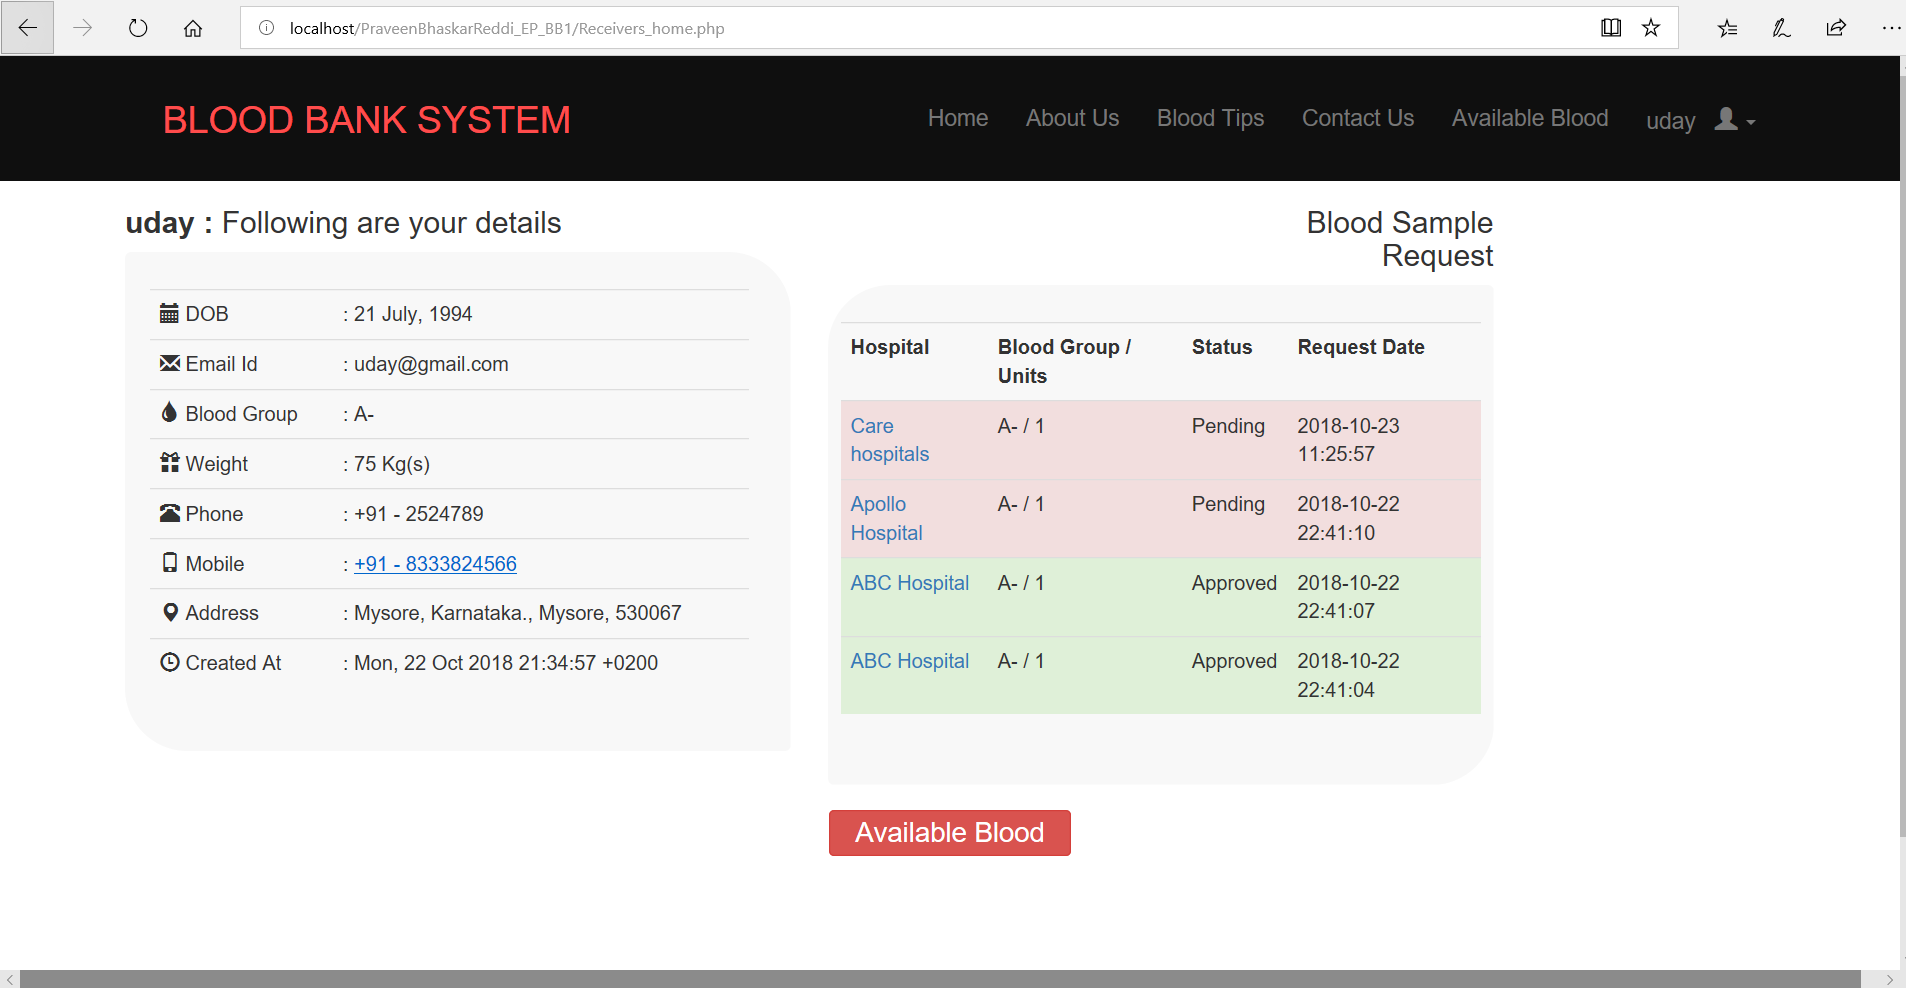 localhost/PraveenBhaskarReddi_EP_BB1/Receivers_home.php
BLOOD BANK SYSTEM
Home About Us Blood Tips Contact Us Available Blood uday
uday : Following are your details
DOB : 21 July, 1994
Email Id : uday@gmail.com
Blood Group : A-
Weight : 75 Kg(s)
Phone : +91 - 2524789
Mobile : +91 - 8333824566
Address : Mysore, Karnataka., Mysore, 530067
Created At : Mon, 22 Oct 2018 21:34:57 +0200
Blood Sample
Request
Hospital Blood Group / Status Request Date
Units
Care A- / 1 Pending 2018-10-23
hospitals 11:25:57
Apollo A- / 1 Pending 2018-10-22
Hospital 22:41:10
ABC Hospital A- / 1 Approved 2018-10-22
22:41:07
ABC Hospital A- / 1 Approved 2018-10-22
22:41:04
Available Blood